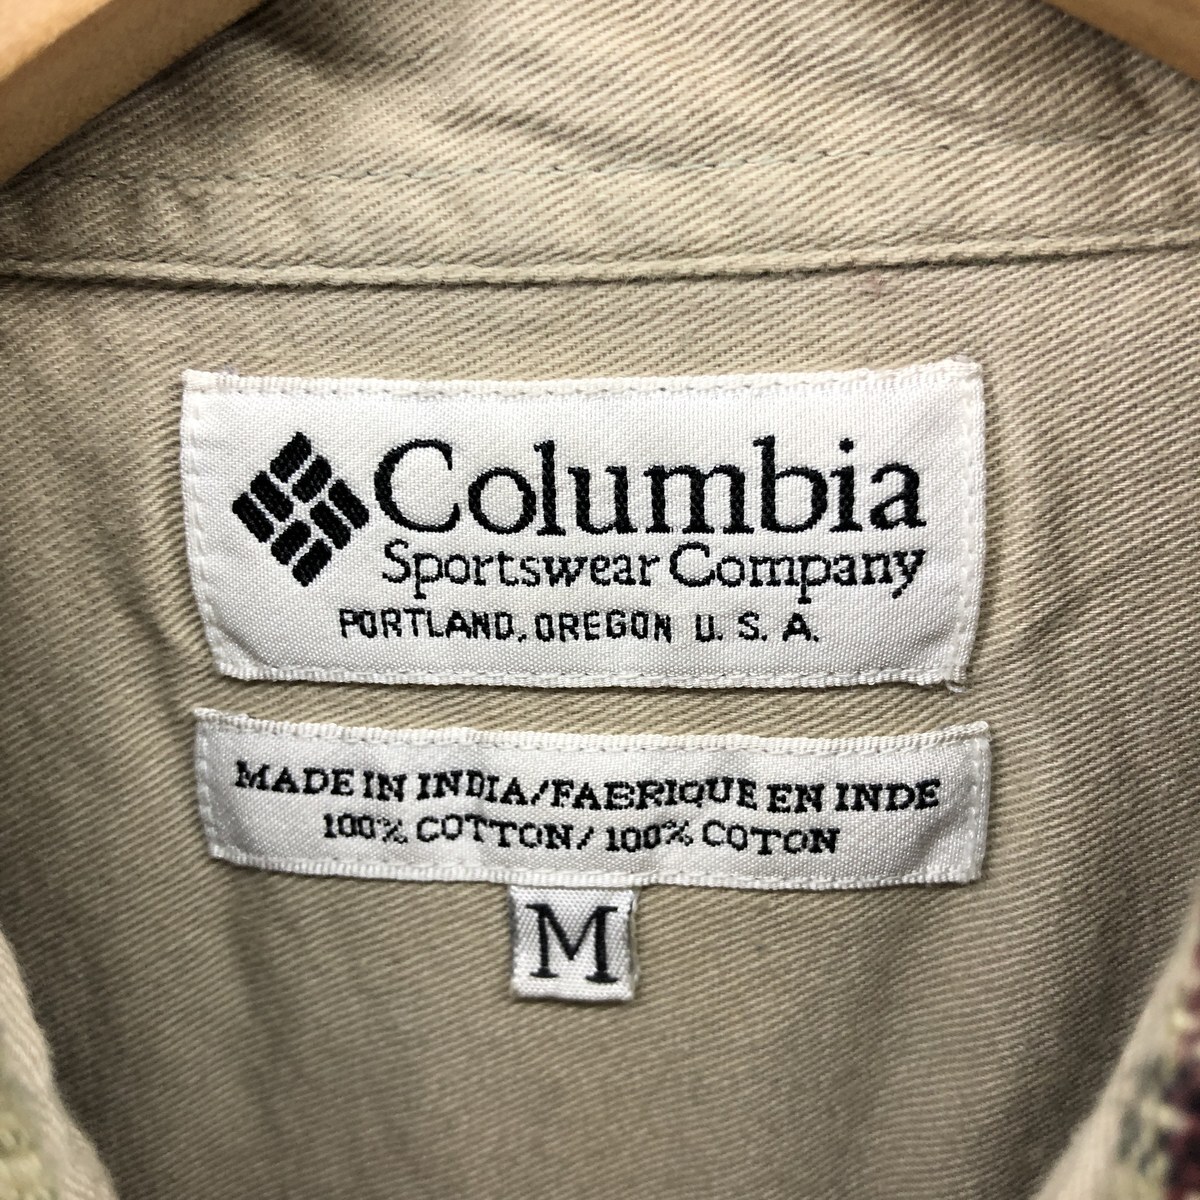 Columbia
Sportswear Company
PORTLAND, OREGON U. S. A.
MADE IN INDIA/FABRIQUE EN INDE
100% COTTON/ 100% COTON
M